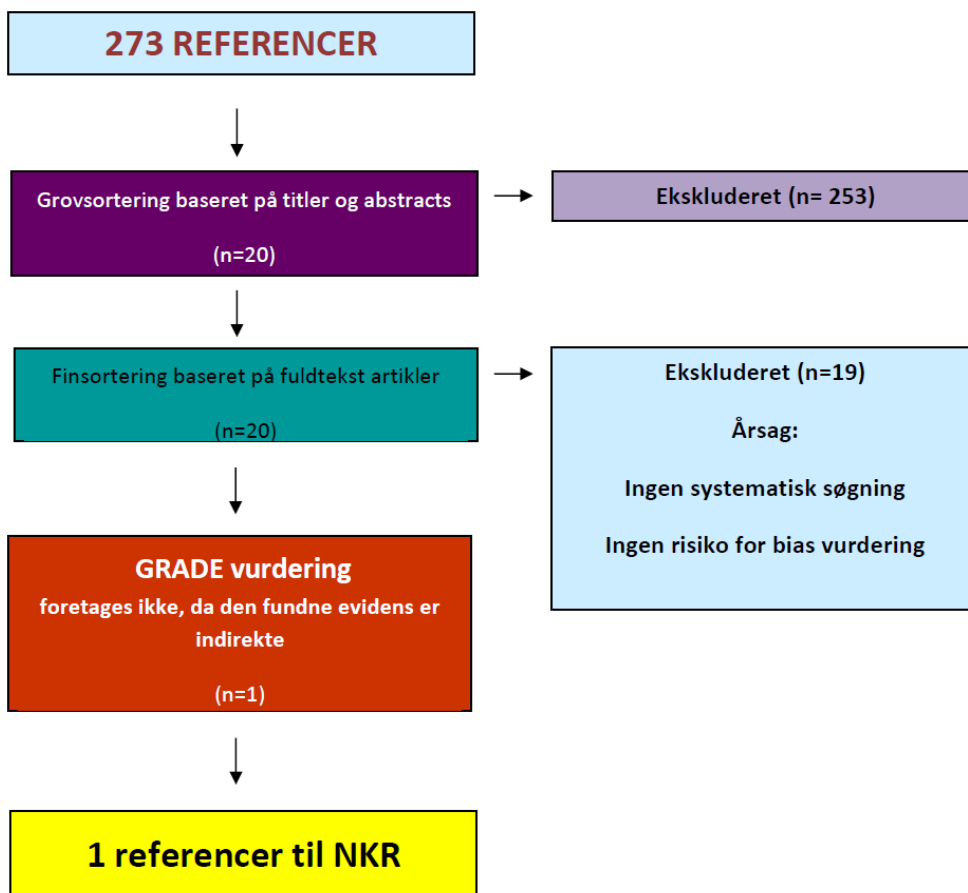 273 REFERENCER
Grovsortering baseret på titler og abstracts
(n=20)
Ekskluderet (n= 253)
Finsortering baseret på fuldtekst artikler
(n=20)
Ekskluderet (n=19)
Årsag:
Ingen systematisk søgning
Ingen risiko for bias vurdering
GRADE vurdering
foretages ikke, da den fundne evidens er
indirekte
(n=1)
1 referencer til NKR